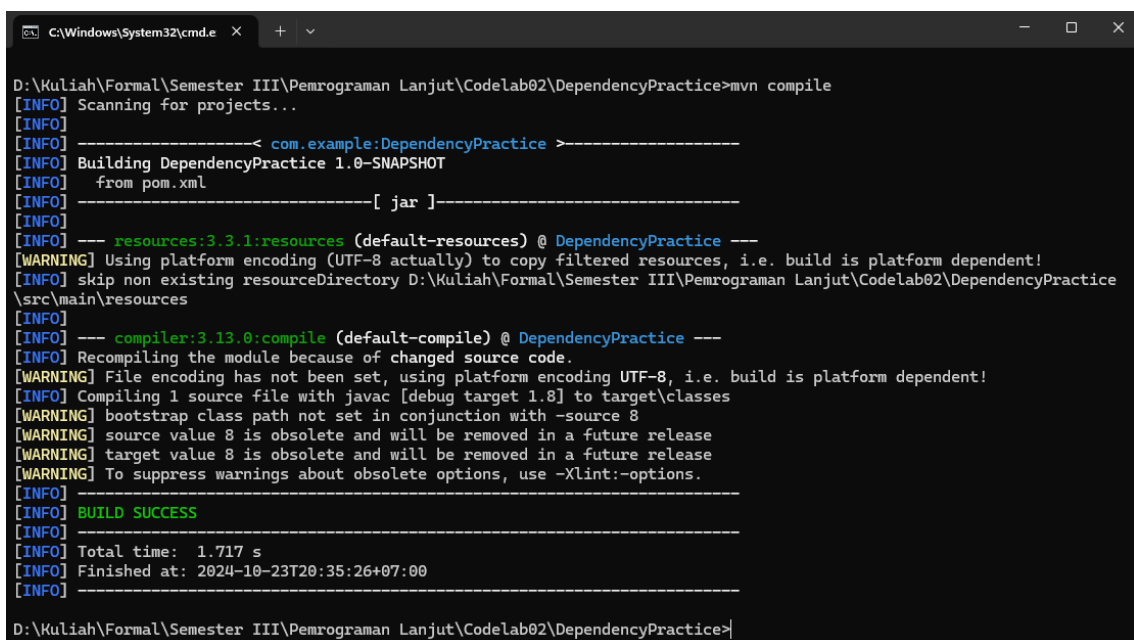 C:\Windows\System32\cmd.e
D:\Kuliah\Formal\Semester III\Pemrograman Lanjut\Codelab02\DependencyPractice>mvn compile
[INFO] Scanning for projects...
[INFO]
[INFO] -------------------< com.example:DependencyPractice >-------------------
[INFO] Building DependencyPractice 1.0-SNAPSHOT
[INFO]   from pom.xml
[INFO] --------------------------------[ jar ]---------------------------------
[INFO]
[INFO] --- resources:3.3.1:resources (default-resources) @ DependencyPractice ---
[WARNING] Using platform encoding (UTF-8 actually) to copy filtered resources, i.e. build is platform dependent!
[INFO] skip non existing resourceDirectory D:\Kuliah\Formal\Semester III\Pemrograman Lanjut\Codelab02\DependencyPractice
\src\main\resources
[INFO]
[INFO] --- compiler:3.13.0:compile (default-compile) @ DependencyPractice ---
[INFO] Recompiling the module because of changed source code.
[WARNING] File encoding has not been set, using platform encoding UTF-8, i.e. build is platform dependent!
[INFO] Compiling 1 source file with javac [debug target 1.8] to target\classes
[WARNING] bootstrap class path not set in conjunction with -source 8
[WARNING] source value 8 is obsolete and will be removed in a future release
[WARNING] target value 8 is obsolete and will be removed in a future release
[WARNING] To suppress warnings about obsolete options, use -Xlint:-options.
[INFO] ------------------------------------------------------------------------
[INFO] BUILD SUCCESS
[INFO] ------------------------------------------------------------------------
[INFO] Total time:  1.717 s
[INFO] Finished at: 2024-10-23T20:35:26+07:00
[INFO] ------------------------------------------------------------------------
D:\Kuliah\Formal\Semester III\Pemrograman Lanjut\Codelab02\DependencyPractice>